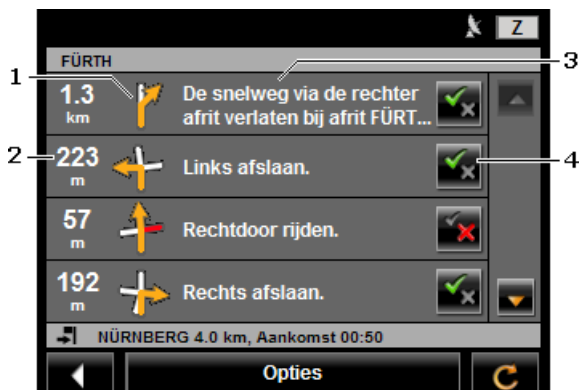 Z
FÜRTH
1
3
1.3
km
De snelweg via de rechter
afrit verlaten bij afrit FÜRT...
2
223
m
Links afslaan.
4
57
m
Rechtdoor rijden.
192
m
Rechts afslaan.
NÜRNBERG 4.0 km, Aankomst 00:50
Opties